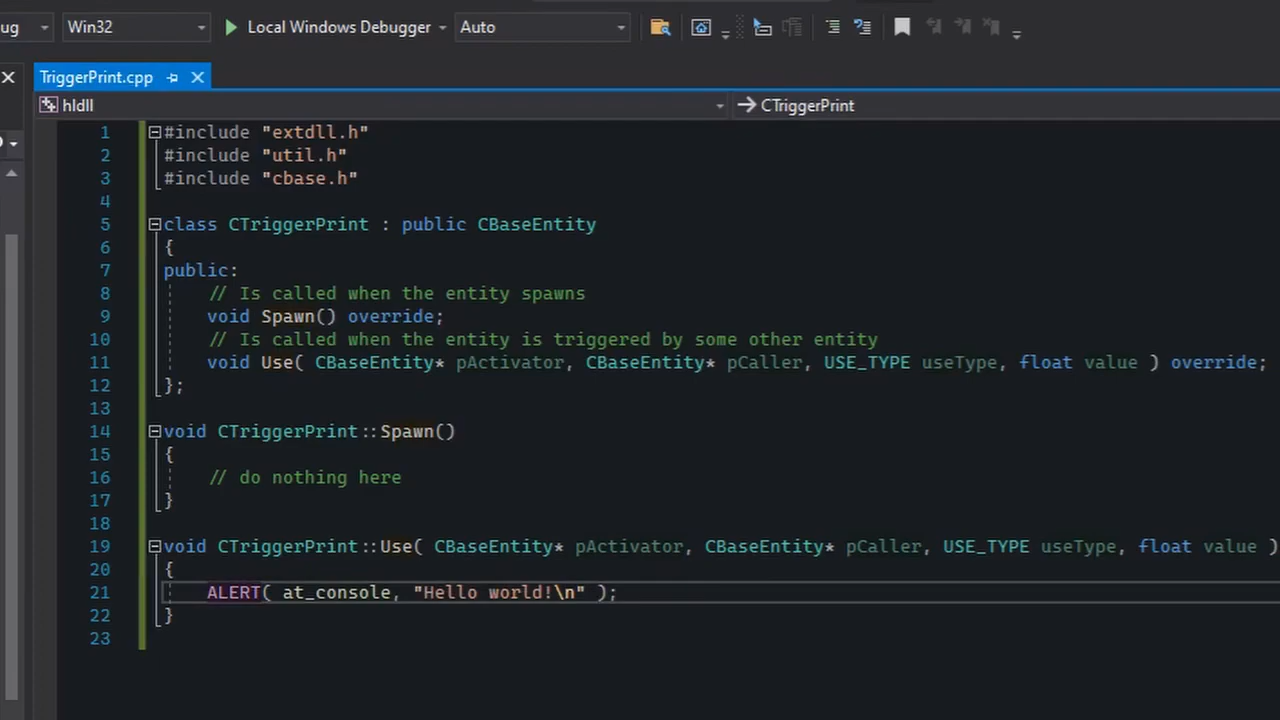 ug Win32 Local Windows Debugger Auto
TriggerPrint.cpp
hldll CTriggerPrint
1 #include "extdll.h"
2 #include "util.h"
3 #include "cbase.h"
4
5 class CTriggerPrint : public CBaseEntity
6 {
7 public:
8 // Is called when the entity spawns
9 void Spawn() override;
10 // Is called when the entity is triggered by some other entity
11 void Use( CBaseEntity* pActivator, CBaseEntity* pCaller, USE_TYPE useType, float value ) override;
12 };
13
14 void CTriggerPrint::Spawn()
15 {
16 // do nothing here
17 }
18
19 void CTriggerPrint::Use( CBaseEntity* pActivator, CBaseEntity* pCaller, USE_TYPE useType, float value )
20 {
21 ALERT( at_console, "Hello world!\n" );
22 }
23